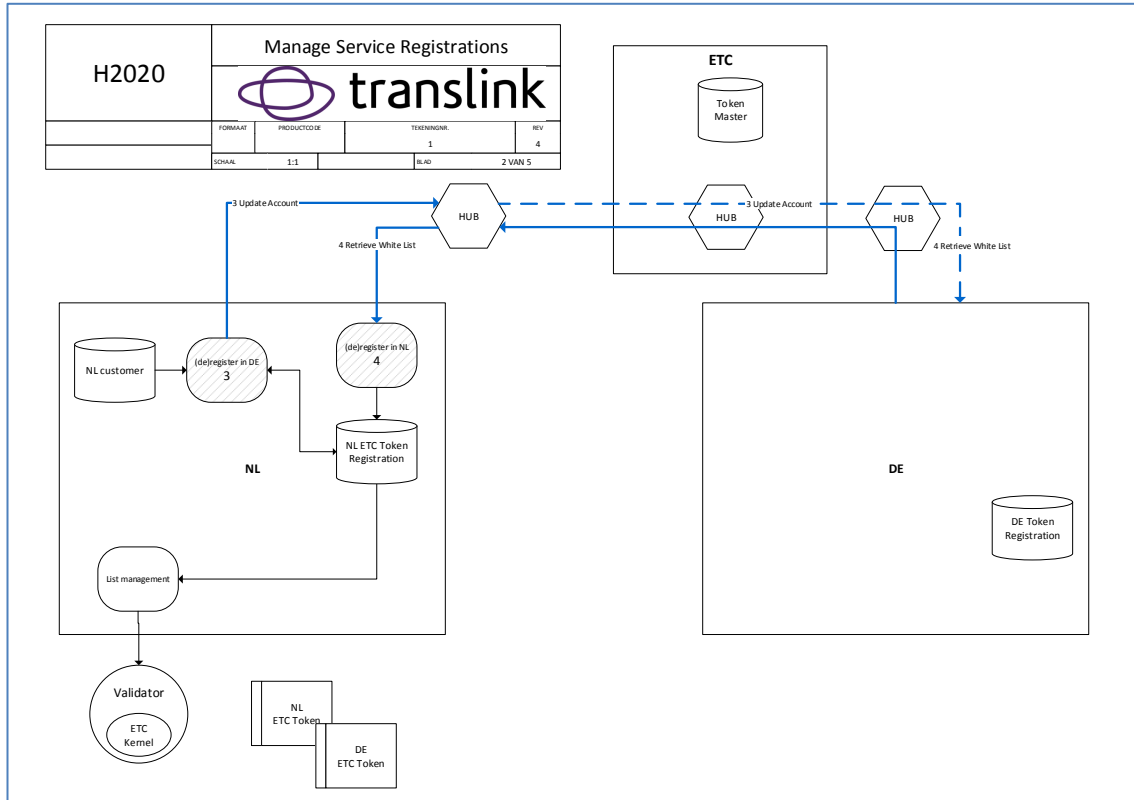 H2020
Manage Service Registrations
translink
FORMAAT
PRODUCTCODE
TEKENINGNR.
REV
1
4
SCHAAL
1:1
BLAD
2 VAN 5
ETC
Token
Master
3 Update Account
HUB
3 Update Account
HUB
HUB
4 Retrieve White List
4 Retrieve White List
NL customer
(de)register in DE
3
(de)register in NL
4
NL ETC Token
Registration
NL
DE
DE Token
Registration
List management
Validator
ETC
Kernel
NL
ETC Token
DE
ETC Token